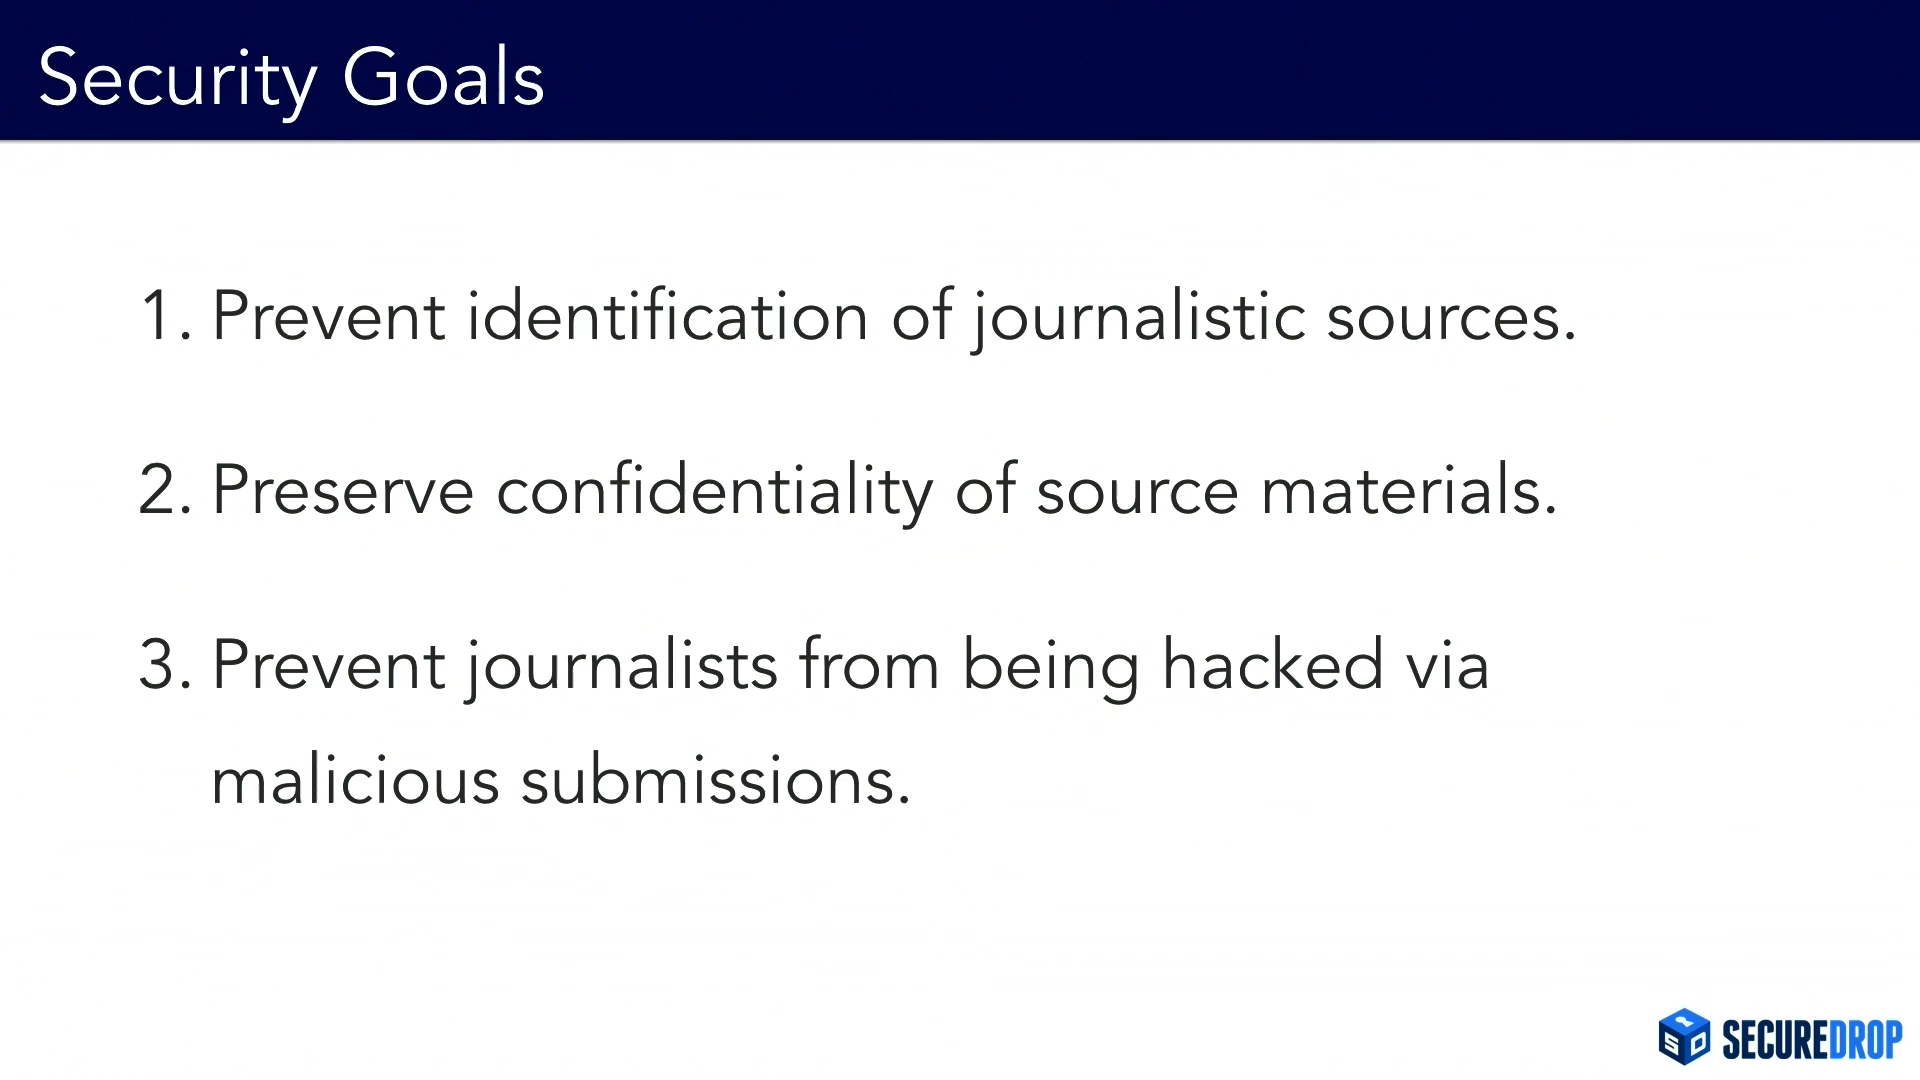 Security Goals
1. Prevent identification of journalistic sources.
2. Preserve confidentiality of source materials.
3. Prevent journalists from being hacked via
malicious submissions.
SD SECUREDROP